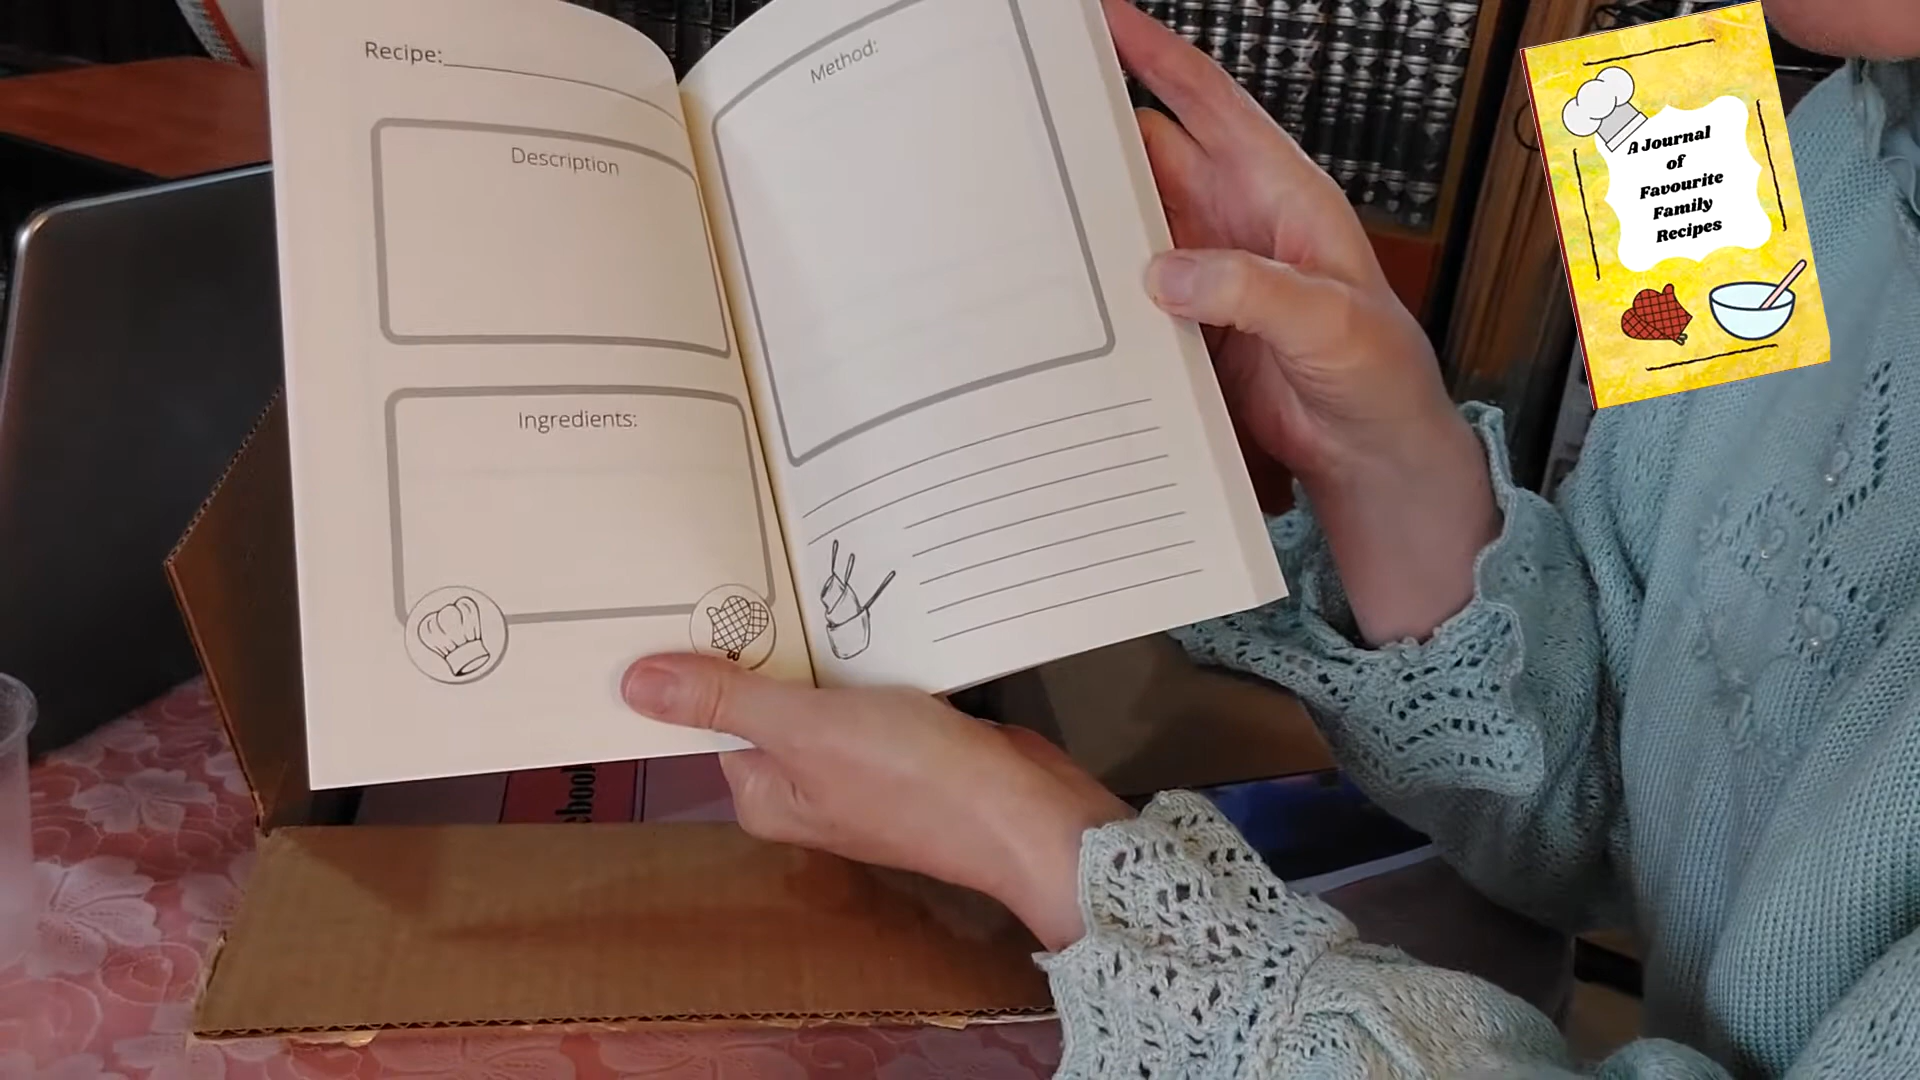 Recipe:
Description
Ingredients:
Method:
A Journal
of
Favourite
Family
Recipes